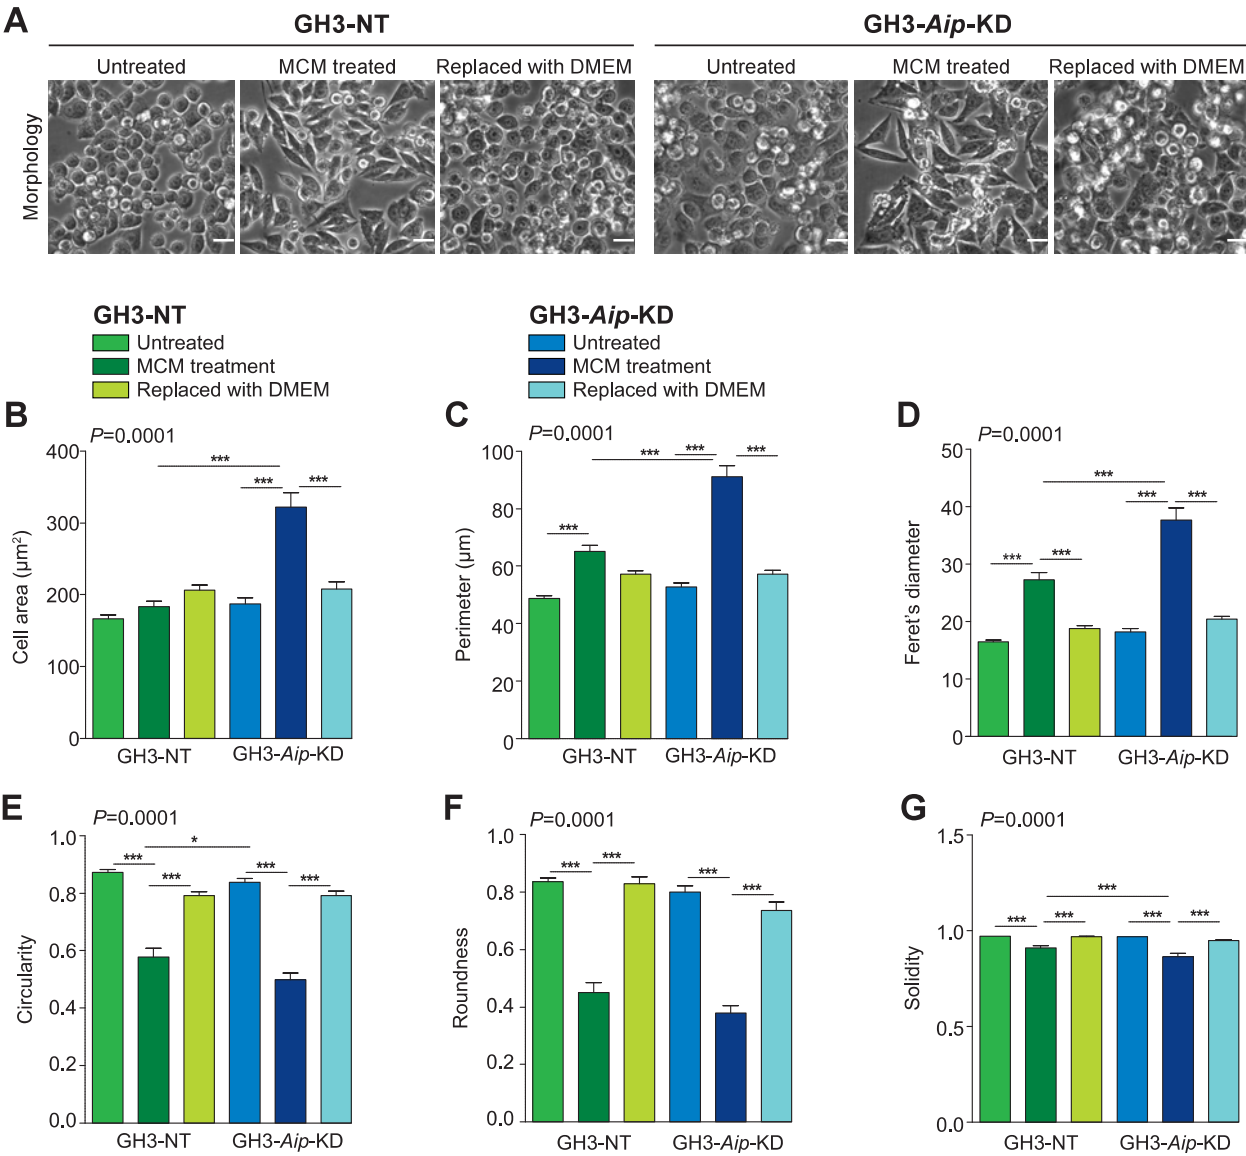 A
GH3-NT
GH3-Aip-KD
Untreated
MCM treated
Replaced with DMEM
Untreated
MCM treated
Replaced with DMEM
Morphology
GH3-NT
Untreated
MCM treatment
Replaced with DMEM
GH3-Aip-KD
Untreated
MCM treatment
Replaced with DMEM
B
P=0.0001
400
300
200
100
0
Cell area (µm²)
***
***
***
GH3-NT
GH3-Aip-KD
C
P=0.0001
100
80
60
40
20
0
Perimeter (µm)
***
***
***
***
GH3-NT
GH3-Aip-KD
D
P=0.0001
50
40
30
20
10
0
Feret's diameter
***
***
***
***
***
GH3-NT
GH3-Aip-KD
E
P=0.0001
1.0
0.8
0.6
0.4
0.2
0.0
Circularity
*
***
***
***
***
GH3-NT
GH3-Aip-KD
F
P=0.0001
1.0
0.8
0.6
0.4
0.2
0.0
Roundness
***
***
***
***
GH3-NT
GH3-Aip-KD
G
P=0.0001
1.5
1.0
0.5
0.0
Solidity
***
***
***
***
***
GH3-NT
GH3-Aip-KD